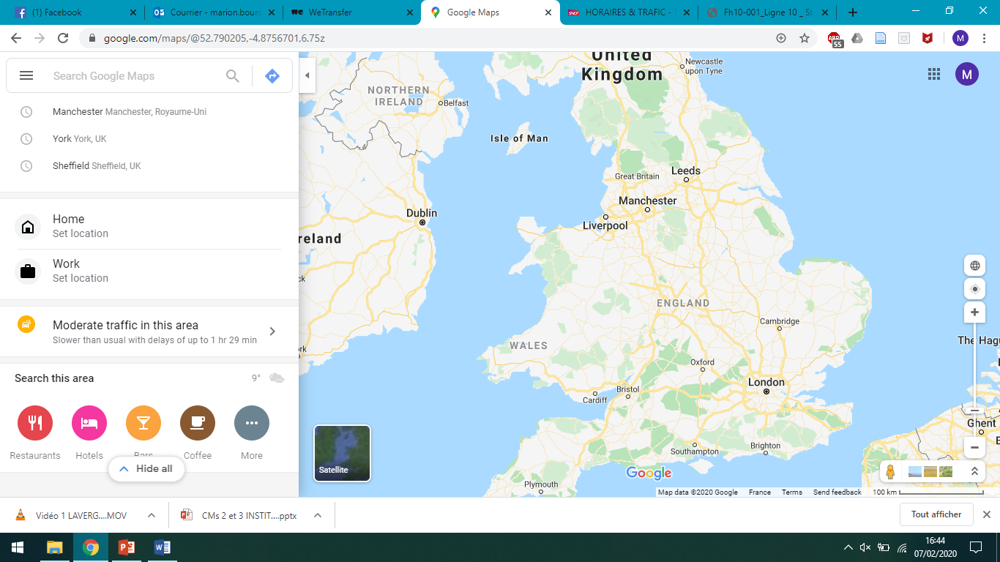 (1) Facebook
Courrier - marion.bour
WeTransfer
Google Maps
HORAIRES & TRAFIC -
Fh10-001_Ligne 10 _ St
google.com/maps/@52.790205,-4.8756701,6.75z
ABP
55
M
Search Google Maps
Manchester Manchester, Royaume-Uni
York York, UK
Sheffield Sheffield, UK
Home
Set location
Work
Set location
Moderate traffic in this area
Slower than usual with delays of up to 1 hr 29 min
Search this area
9°
Restaurants
Hotels
Bars
Coffee
More
Hide all
United
Kingdom
Newcastle
upon Tyne
M
NORTHERN
IRELAND
Belfast
Isle of Man
Great Britain
Leeds
Manchester
Liverpool
Dublin
reland
ck
rk
ENGLAND
Cambridge
WALES
Oxford
London
Bristol
Cardiff
The Hagu
Ghent
Southampton
Brighton
Plymouth
Satellite
Google
Map data ©2020 Google
France
Terms
Send feedback
100 km
Vidéo 1 LAVERG....MOV
CMs 2 et 3 INSTIT....pptx
Tout afficher
16:44
07/02/2020